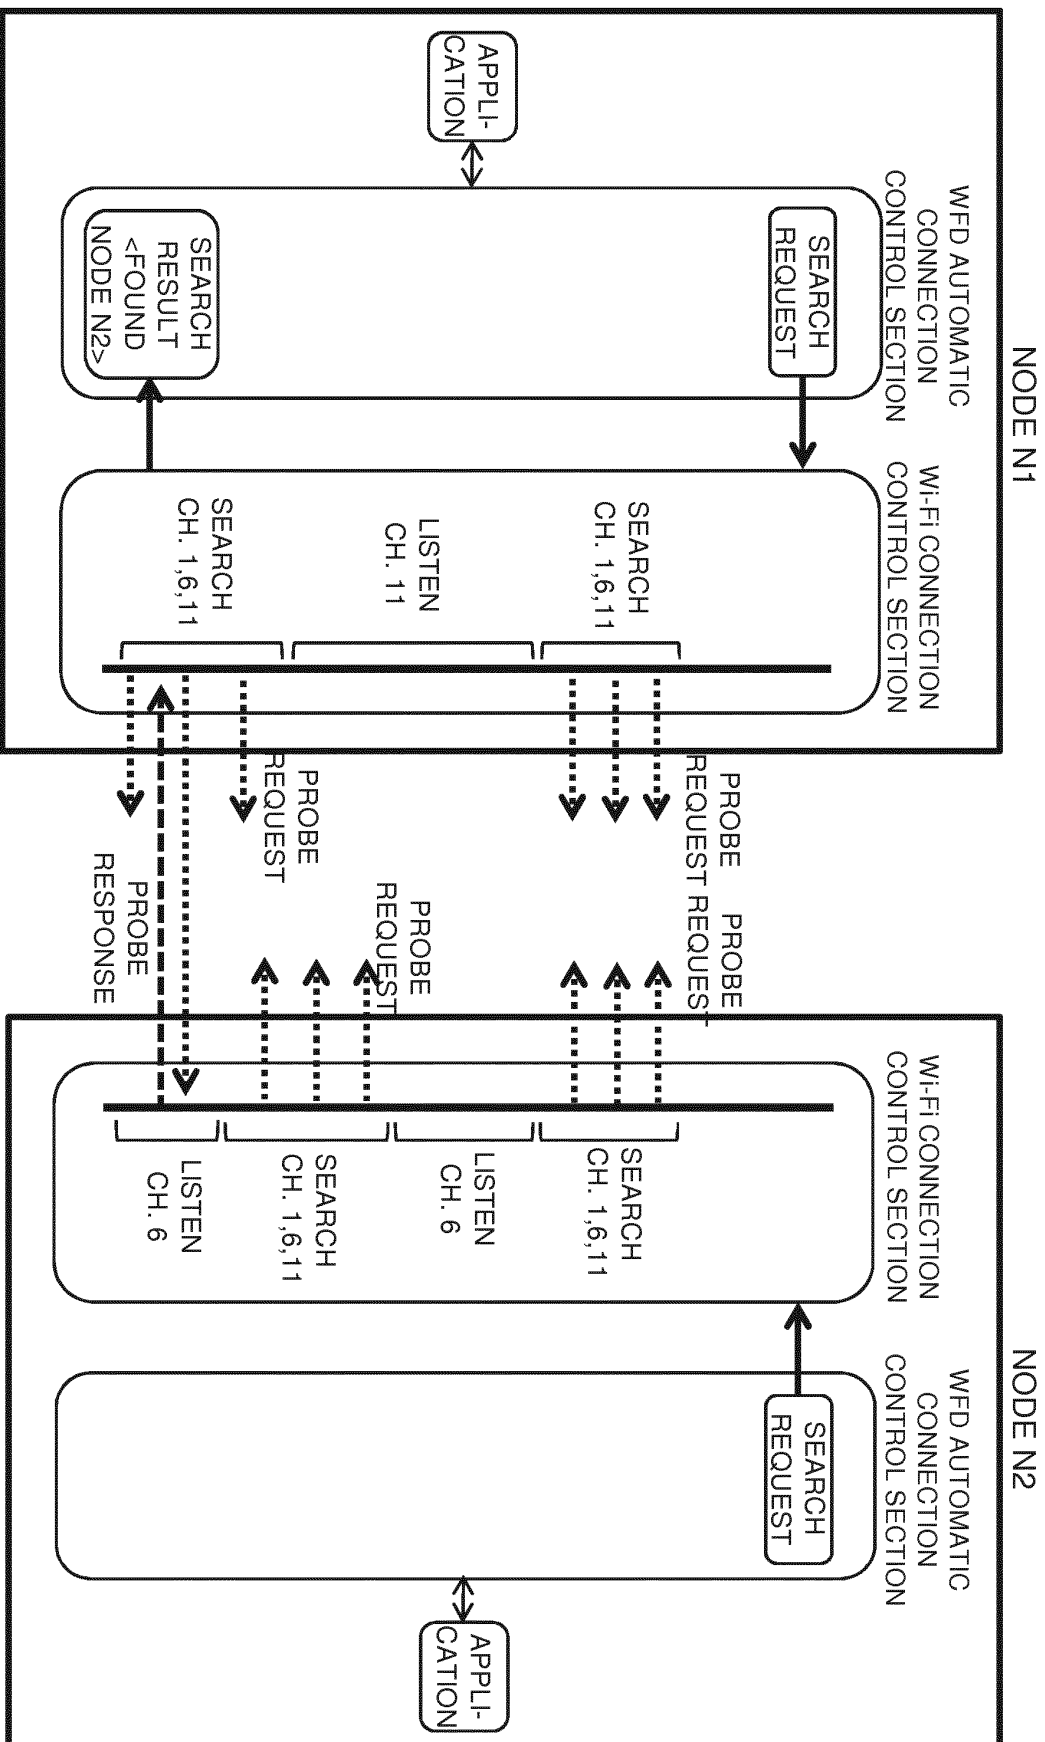 NODE N1
WFD AUTOMATIC
CONNECTION
CONTROL SECTION
Wi-Fi CONNECTION
CONTROL SECTION
SEARCH
REQUEST
APPLI-
CATION
SEARCH
RESULT
<FOUND
NODE N2>
SEARCH
CH. 1,6,11
LISTEN
CH. 11
SEARCH
CH. 1,6,11
PROBE
REQUEST
PROBE
REQUEST
PROBE
REQUEST
PROBE
REQUEST
PROBE
RESPONSE
NODE N2
Wi-Fi CONNECTION
CONTROL SECTION
WFD AUTOMATIC
CONNECTION
CONTROL SECTION
SEARCH
REQUEST
SEARCH
CH. 1,6,11
LISTEN
CH. 6
SEARCH
CH. 1,6,11
LISTEN
CH. 6
APPLI-
CATION